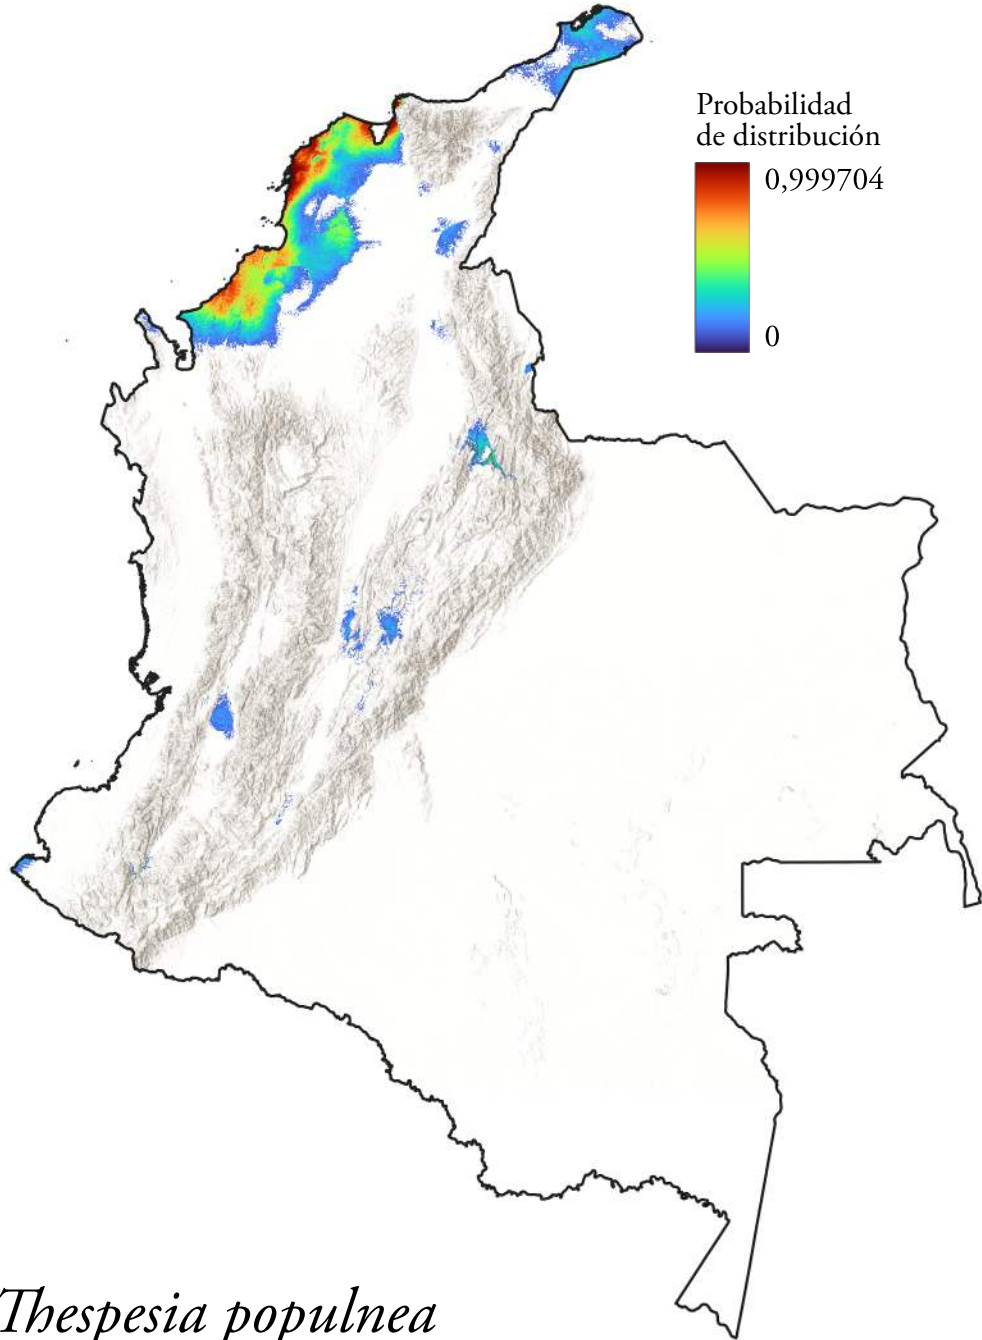 Probabilidad
de distribución
0,999704
0
Thespesia populnea